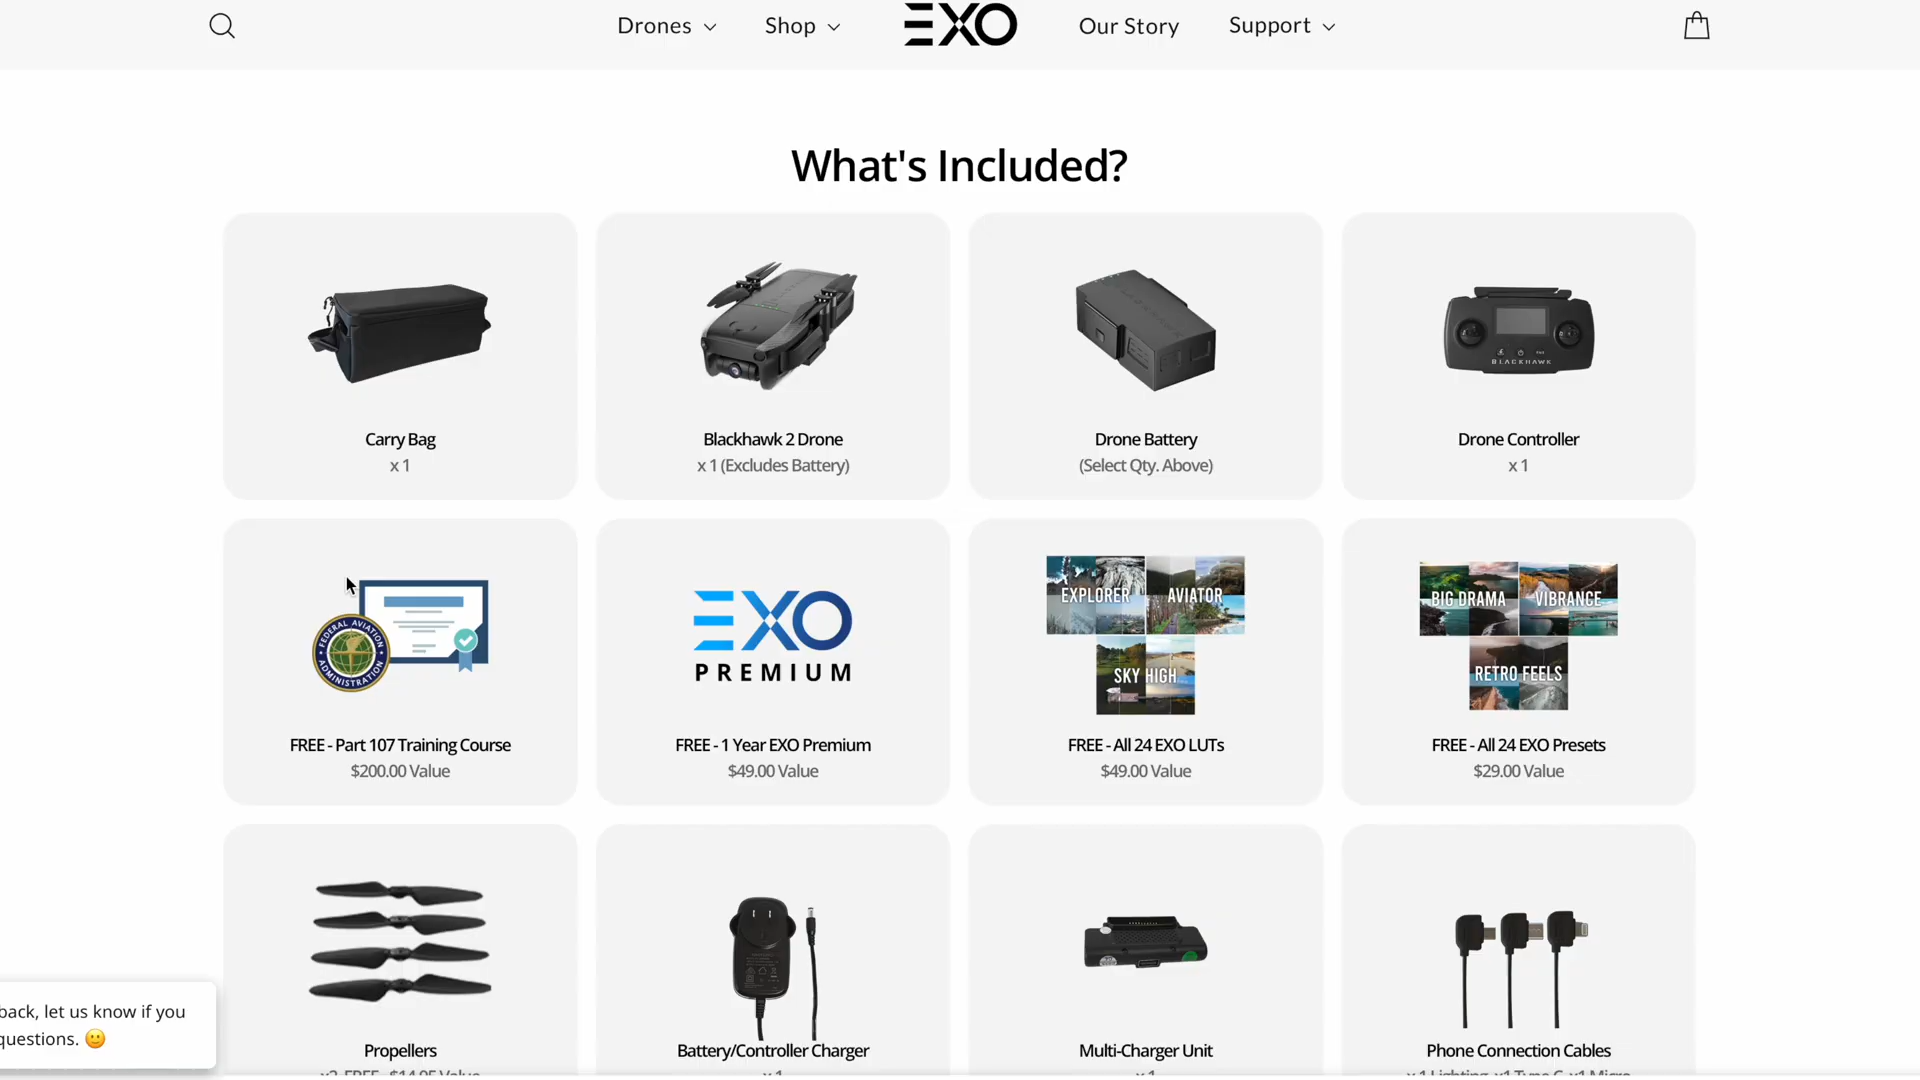 Drones
Shop
EXO
Our Story
Support
What's Included?
Carry Bag
x 1
Blackhawk 2 Drone
x 1 (Excludes Battery)
Drone Battery
(Select Qty. Above)
BLACKHAWK
Drone Controller
x 1
FEDERAL AVIATION
ADMINISTRATION
FREE - Part 107 Training Course
$200.00 Value
EXO
PREMIUM
FREE - 1 Year EXO Premium
$49.00 Value
EXPLORER
AVIATOR
SKY HIGH
FREE - All 24 EXO LUTs
$49.00 Value
BIG DRAMA
VIBRANCE
RETRO FEELS
FREE - All 24 EXO Presets
$29.00 Value
Propellers
Battery/Controller Charger
x 1
Multi-Charger Unit
x 1
Phone Connection Cables
back, let us know if you
questions. 🙂